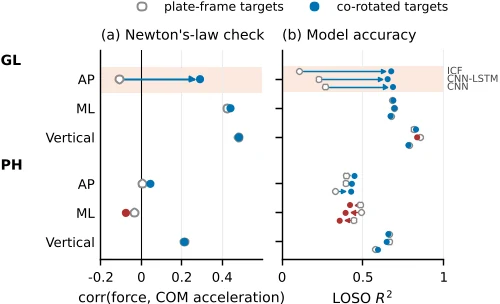 plate-frame targets co-rotated targets
(a) Newton's-law check (b) Model accuracy
GL
AP
ICF
CNN-LSTM
CNN
ML
Vertical
PH
AP
ML
Vertical
-0.2 0 0.2 0.4 0 0.5 1
corr(force, COM acceleration) LOSO R²